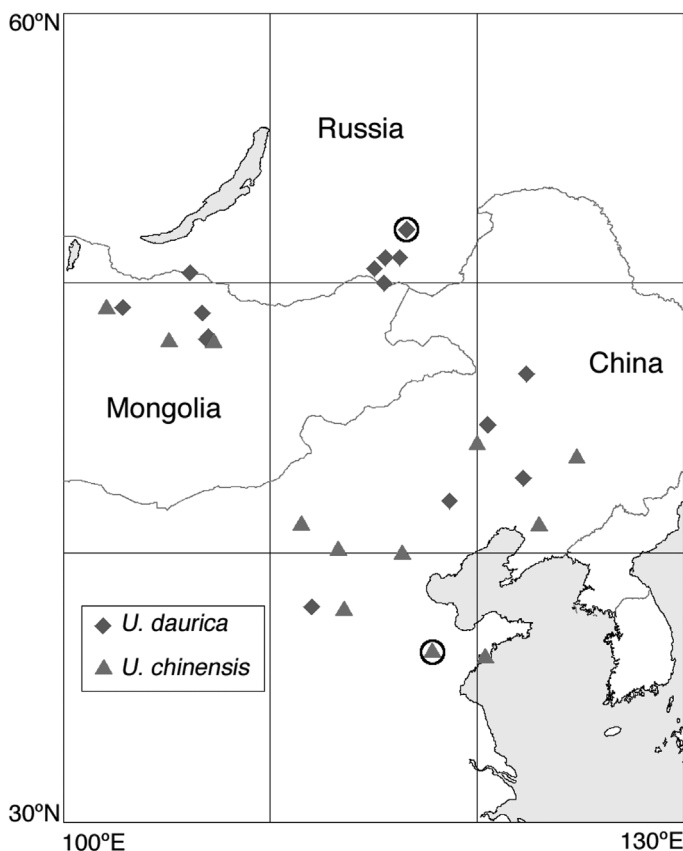 60ºN
Russia
China
Mongolia
U. daurica
U. chinensis
30ºN
100ºE
130ºE